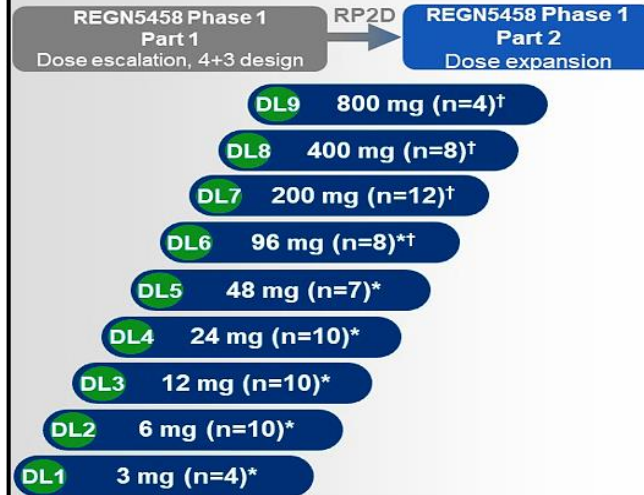 REGN5458 Phase 1
Part 1
Dose escalation, 4+3 design
RP2D
REGN5458 Phase 1
Part 2
Dose expansion
DL9 800 mg (n=4)†
DL8 400 mg (n=8)†
DL7 200 mg (n=12)†
DL6 96 mg (n=8)*†
DL5 48 mg (n=7)*
DL4 24 mg (n=10)*
DL3 12 mg (n=10)*
DL2 6 mg (n=10)*
DL1 3 mg (n=4)*